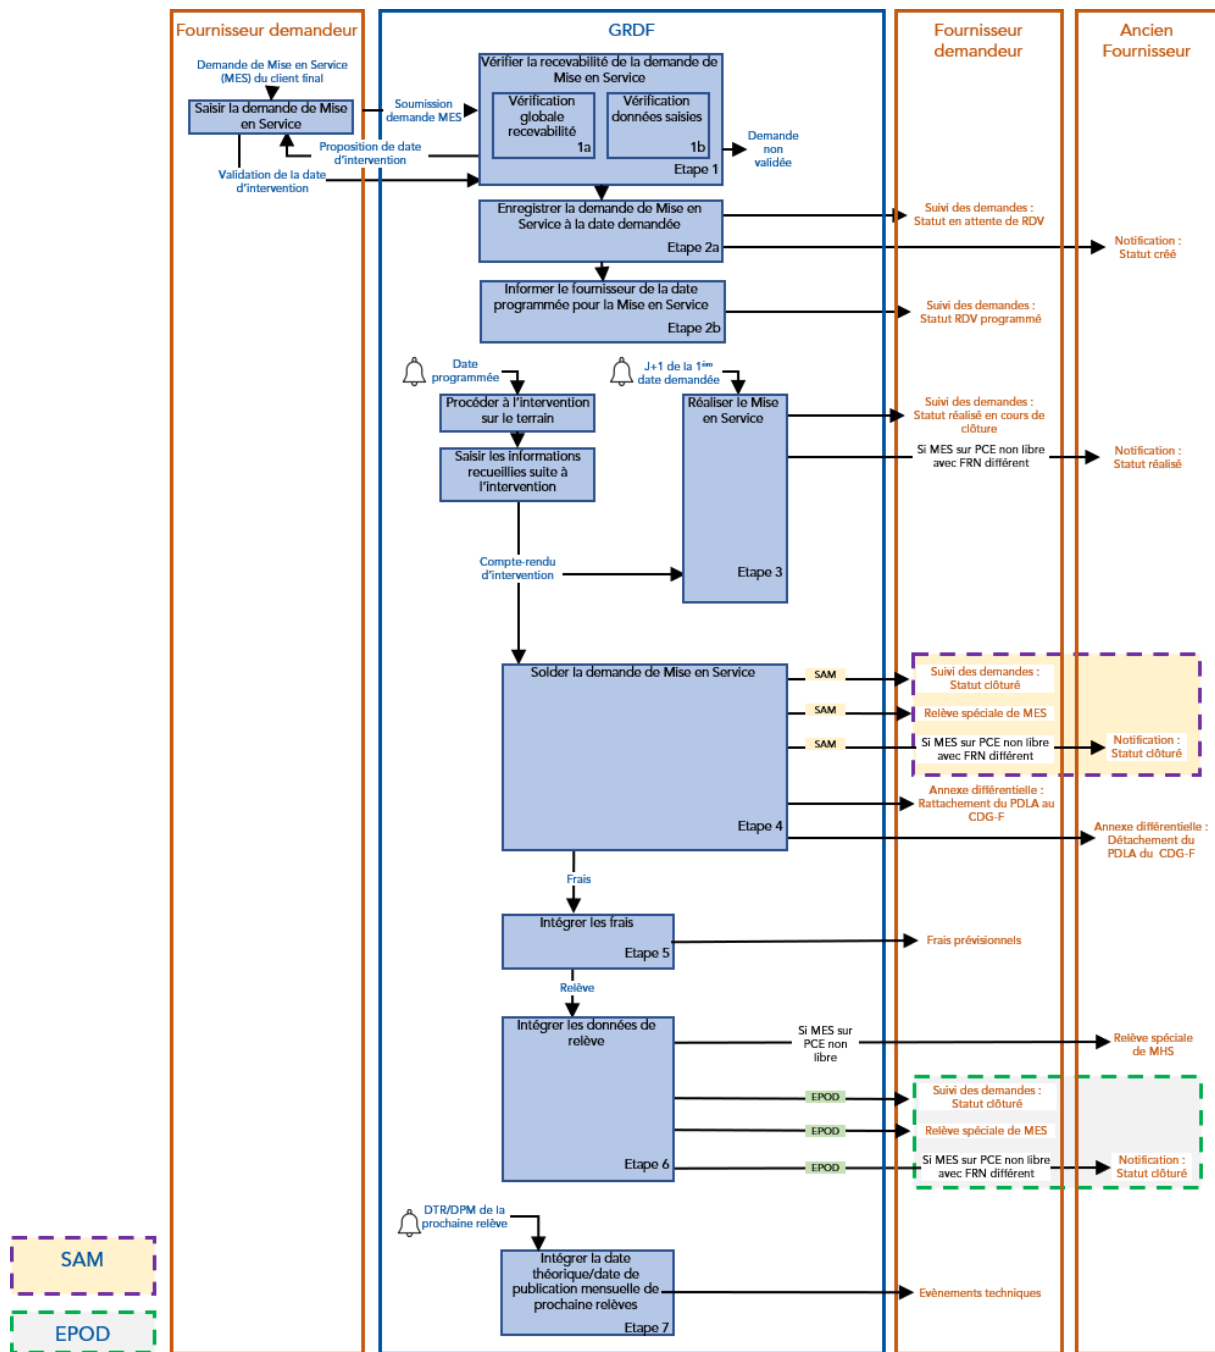 Fournisseur demandeur
GRDF
Fournisseur
demandeur
Ancien
Fournisseur
Demande de Mise en Service
(MES) du client final
Saisir la demande de Mise
en Service
Soumission
demande MES
Proposition de date
d'intervention
Validation de la date
d'intervention
Vérifier la recevabilité de la demande de
Mise en Service
Vérification
globale
recevabilité
1a
Vérification
données saisies
1b
Etape 1
Demande
non
validée
Enregistrer la demande de Mise en
Service à la date demandée
Etape 2a
Suivi des demandes :
Statut en attente de RDV
Notification :
Statut créé
Informer le fournisseur de la date
programmée pour la Mise en Service
Etape 2b
Suivi des demandes :
Statut RDV programmé
Date
programmée
J+1 de la 1ère
date demandée
Procéder à l'intervention
sur le terrain
Réaliser le Mise
en Service
Etape 3
Suivi des demandes :
Statut réalisé en cours de
clôture
Saisir les informations
recueillies suite à
l'intervention
Si MES sur PCE non libre
avec FRN différent
Notification :
Statut réalisé
Compte-rendu
d'intervention
Solder la demande de Mise en Service
Etape 4
SAM
Suivi des demandes :
Statut clôturé
SAM
Relève spéciale de MES
SAM
Si MES sur PCE non libre
avec FRN différent
Notification :
Statut clôturé
Annexe différentielle :
Rattachement du PDLA au
CDG-F
Annexe différentielle :
Détachement du
PDLA du CDG-F
Frais
Intégrer les frais
Etape 5
Frais prévisionnels
Relève
Intégrer les données de
relève
Etape 6
Si MES sur
PCE non
libre
Relève spéciale
de MHS
EPOD
Suivi des demandes :
Statut clôturé
EPOD
Relève spéciale de MES
EPOD
Si MES sur PCE non libre
avec FRN différent
Notification :
Statut clôturé
DTR/DPM de la
prochaine relève
Intégrer la date
théorique/date de
publication mensuelle de
prochaine relèves
Etape 7
Evènements techniques
SAM
EPOD